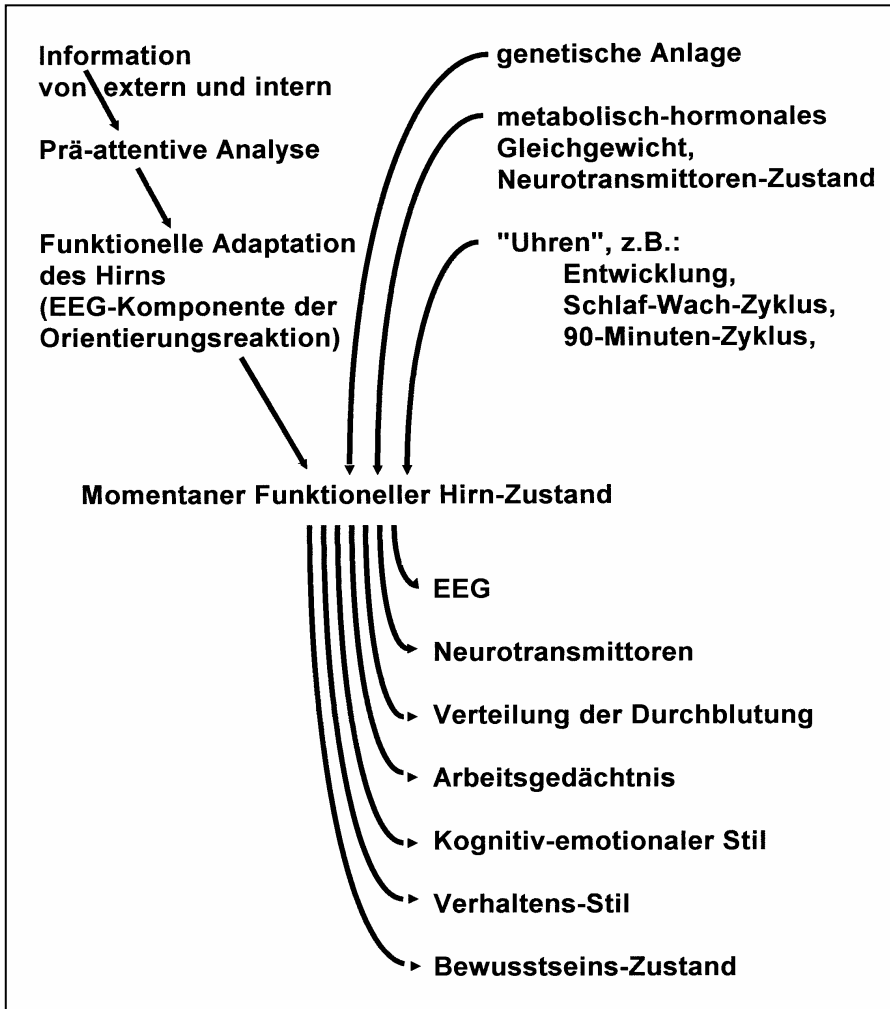 Information
von extern und intern
Prä-attentive Analyse
Funktionelle Adaptation
des Hirns
(EEG-Komponente der
Orientierungsreaktion)
genetische Anlage
metabolisch-hormonales
Gleichgewicht,
Neurotransmittoren-Zustand
"Uhren", z.B.:
Entwicklung,
Schlaf-Wach-Zyklus,
90-Minuten-Zyklus,
Momentaner Funktioneller Hirn-Zustand
EEG
Neurotransmittoren
Verteilung der Durchblutung
Arbeitsgedächtnis
Kognitiv-emotionaler Stil
Verhaltens-Stil
Bewusstseins-Zustand